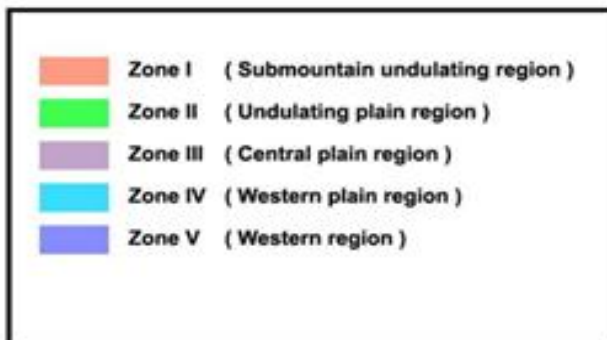 Zone I ( Submountain undulating region )
Zone II ( Undulating plain region )
Zone III ( Central plain region )
Zone IV ( Western plain region )
Zone V ( Western region )